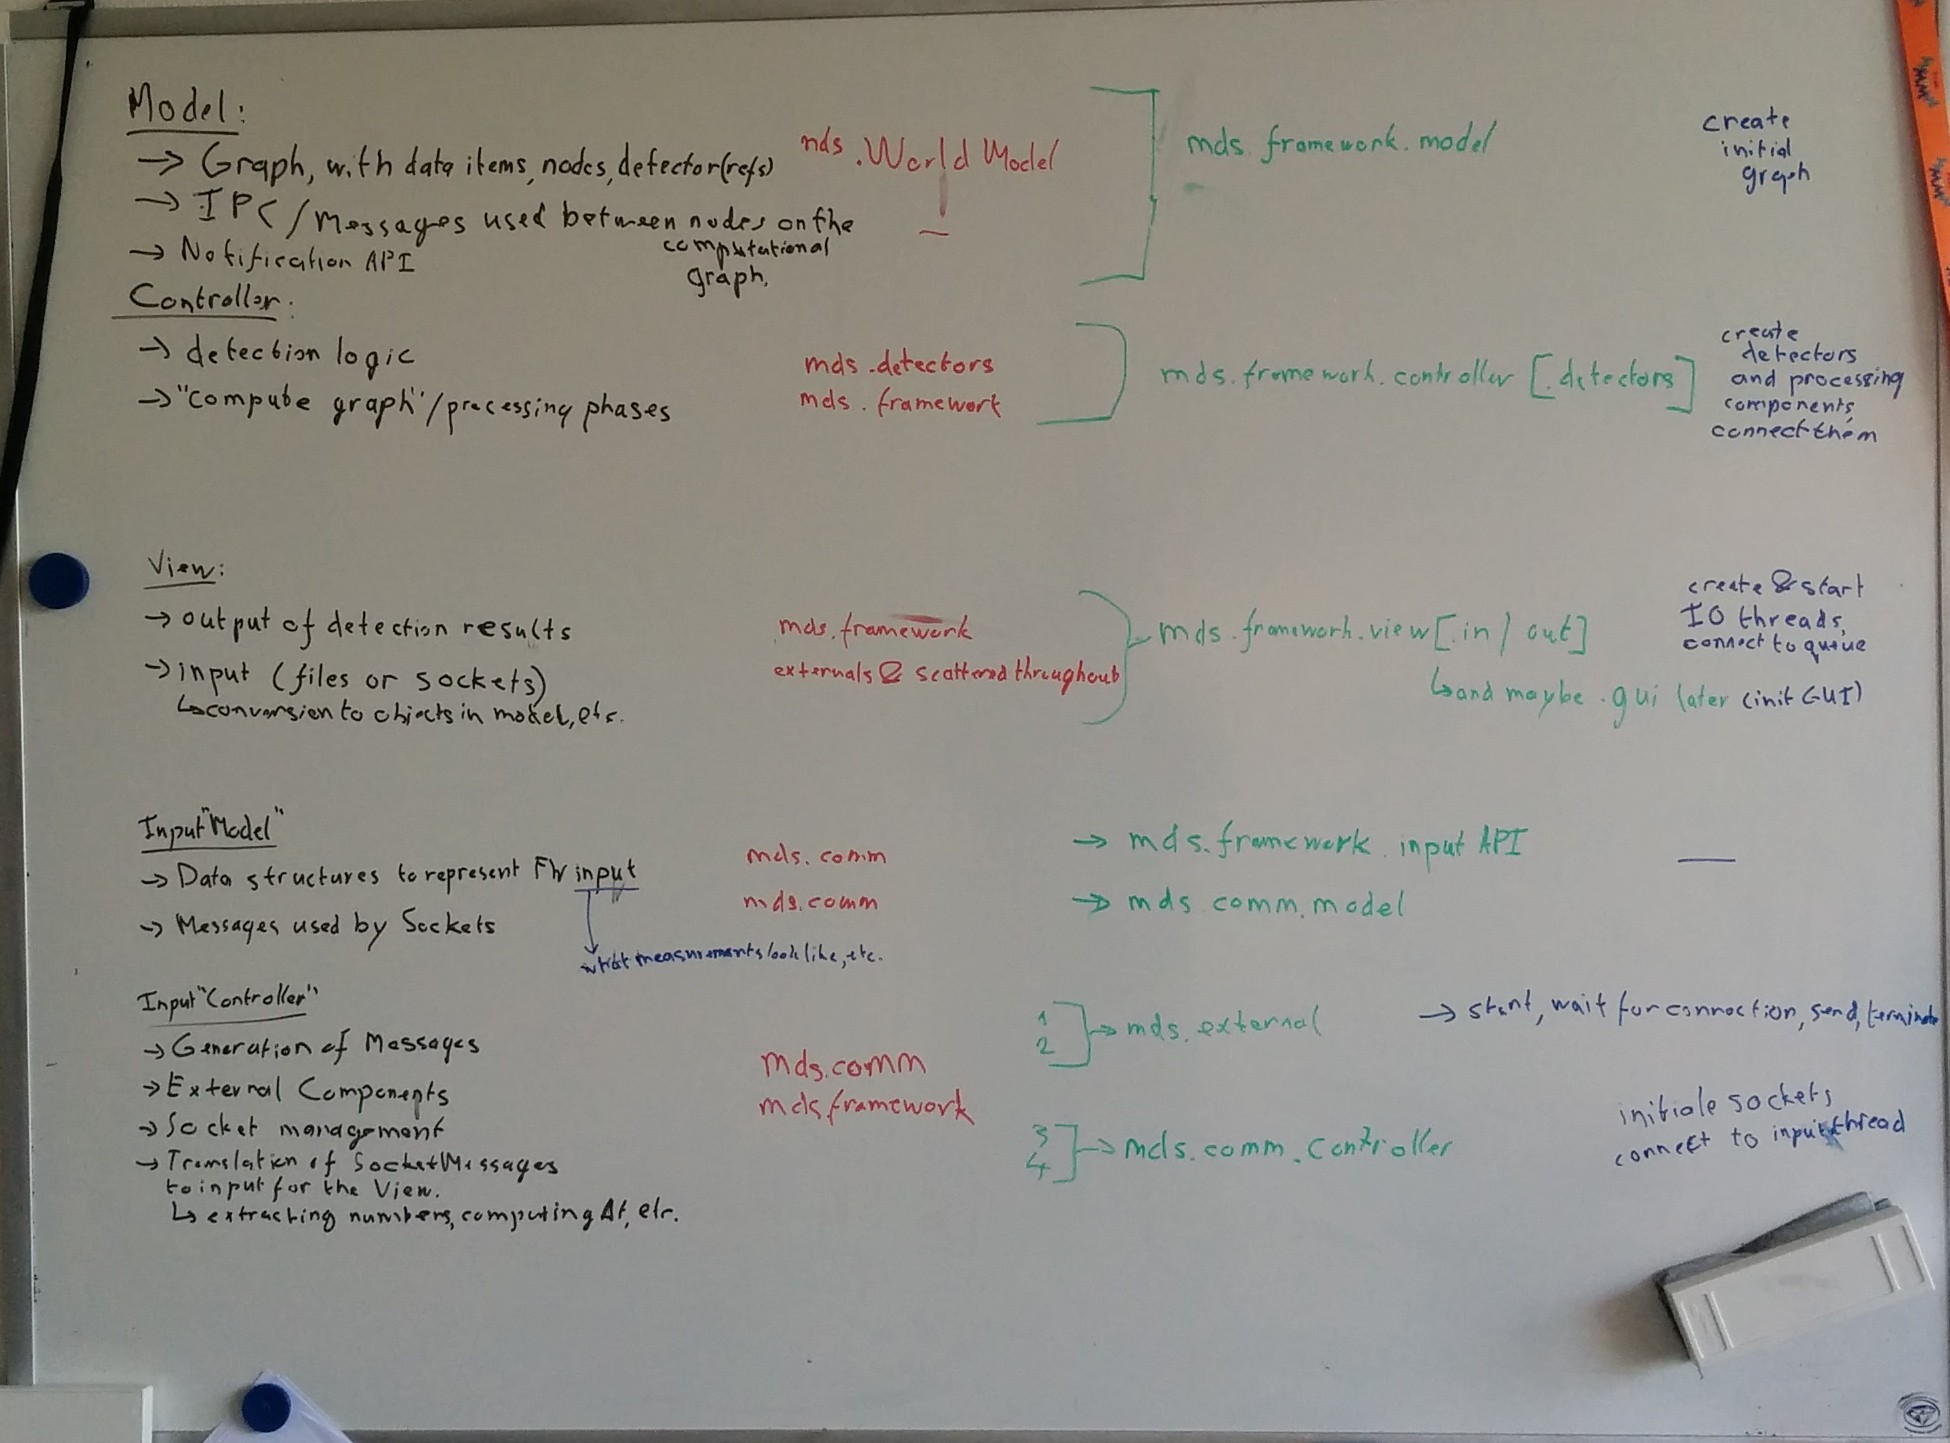 Model:
→ Graph, with data items, nodes, detector(refs)
mds.World Model
mds.framework.model
create
initial
graph
→ IPC/Messages used between nodes on the
computational
graph.
→ Notification API
Controller:
→ detection logic
mds.detectors
mds.framework.controller [.detectors]
create
detectors
and processing
components,
connect them
→ "compute graph"/processing phases
mds.framework
View:
→ output of detection results
mds.framework
mds.framework.view[.in/out]
create & start
IO threads,
connect to queue
→ input (files or sockets)
externals & scattered throughout
↳ and maybe .gui later (init GUI)
↳ conversion to objects in model, etc.
Input "Model"
→ Data structures to represent FW input
mds.comm
→ mds.framework.input API
—
→ Messages used by Sockets
mds.comm
→ mds.comm.model
what measurements look like, etc.
Input "Controller"
→ Generation of Messages
1
2
→ mds.external
→ start, wait for connection, send, terminate
→ External Components
mds.comm
mds.framework
→ Socket management
3
4
→ mds.comm.Controller
initiale sockets,
connect to input thread
→ Translation of Socket Messages
to input for the View.
↳ extracting numbers, computing Δt, etc.